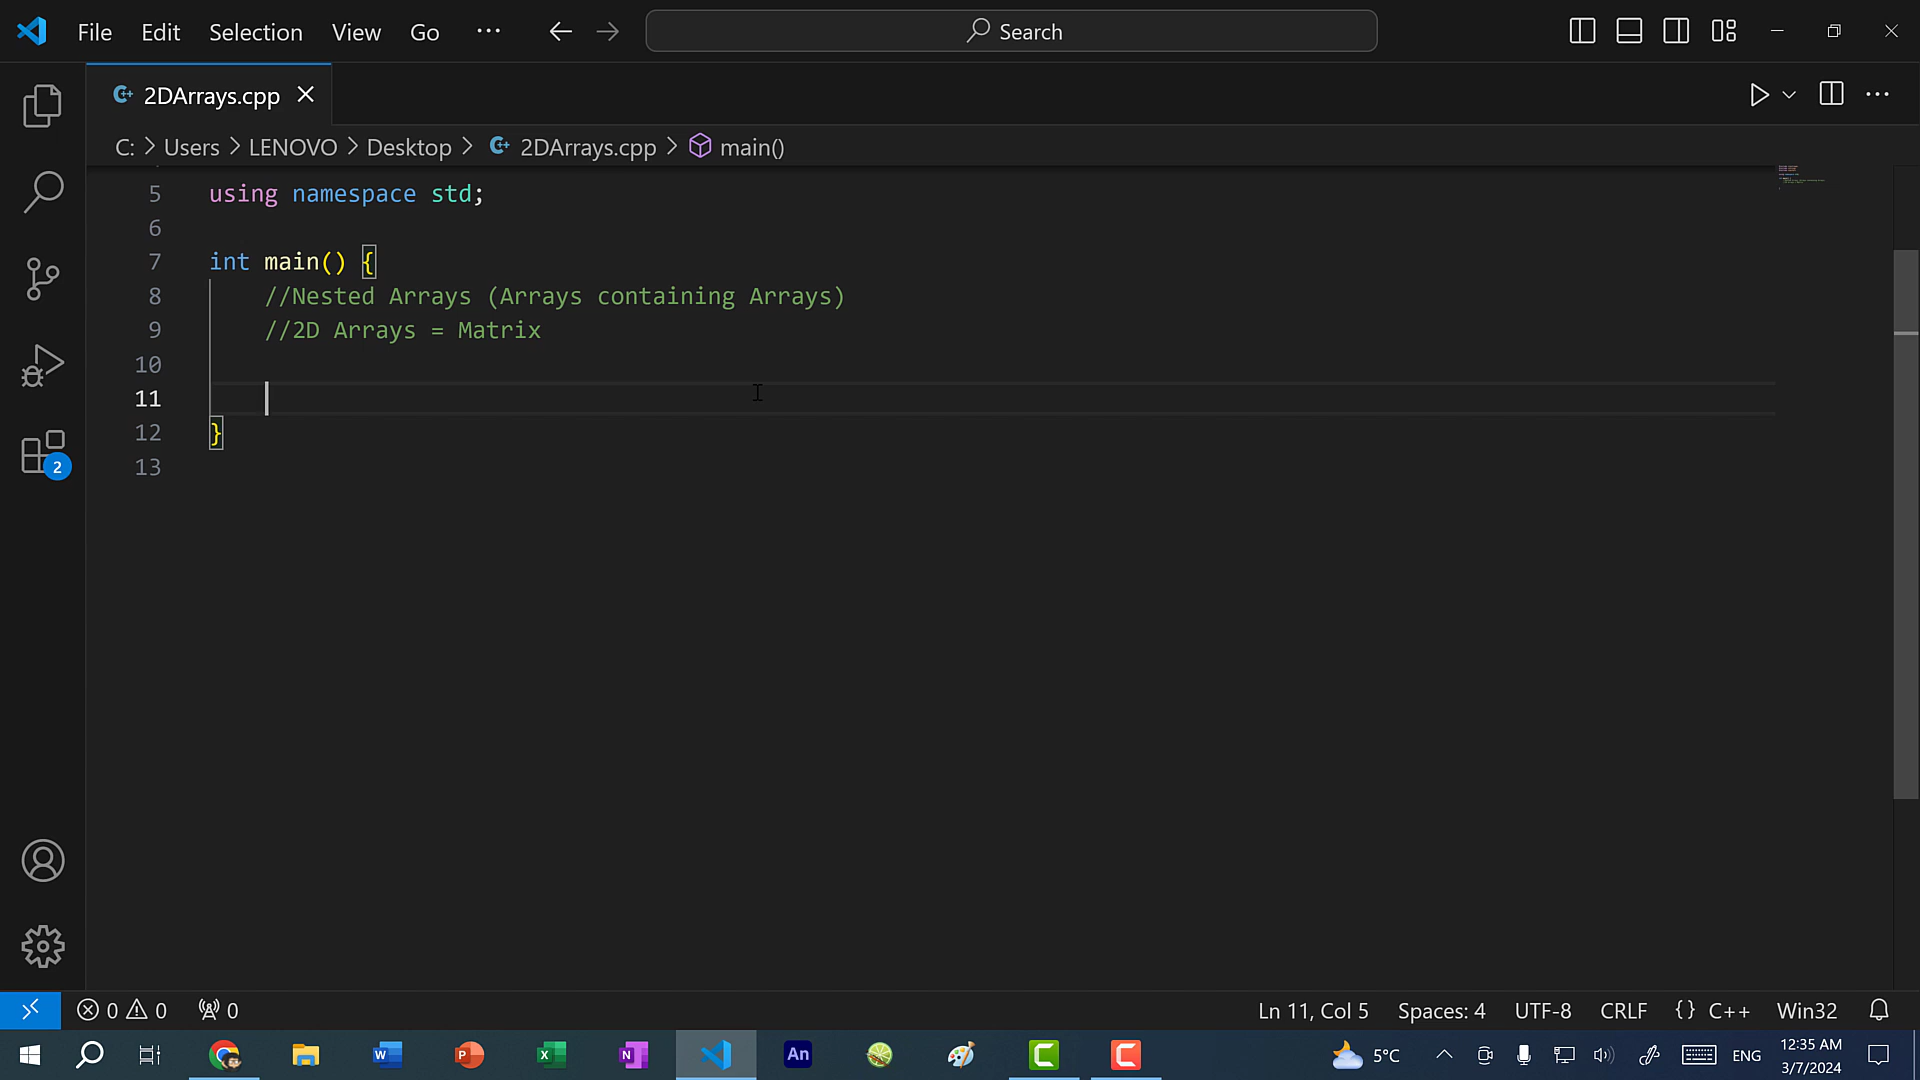 File Edit Selection View Go ··· Search
2DArrays.cpp
C: > Users > LENOVO > Desktop > 2DArrays.cpp > main()
5 using namespace std;
6
7 int main() {
8 //Nested Arrays (Arrays containing Arrays)
9 //2D Arrays = Matrix
10
11
12 }
13
2
0 0 0 Ln 11, Col 5 Spaces: 4 UTF-8 CRLF {} C++ Win32
W P X N An C C 5°C ENG 12:35 AM
3/7/2024